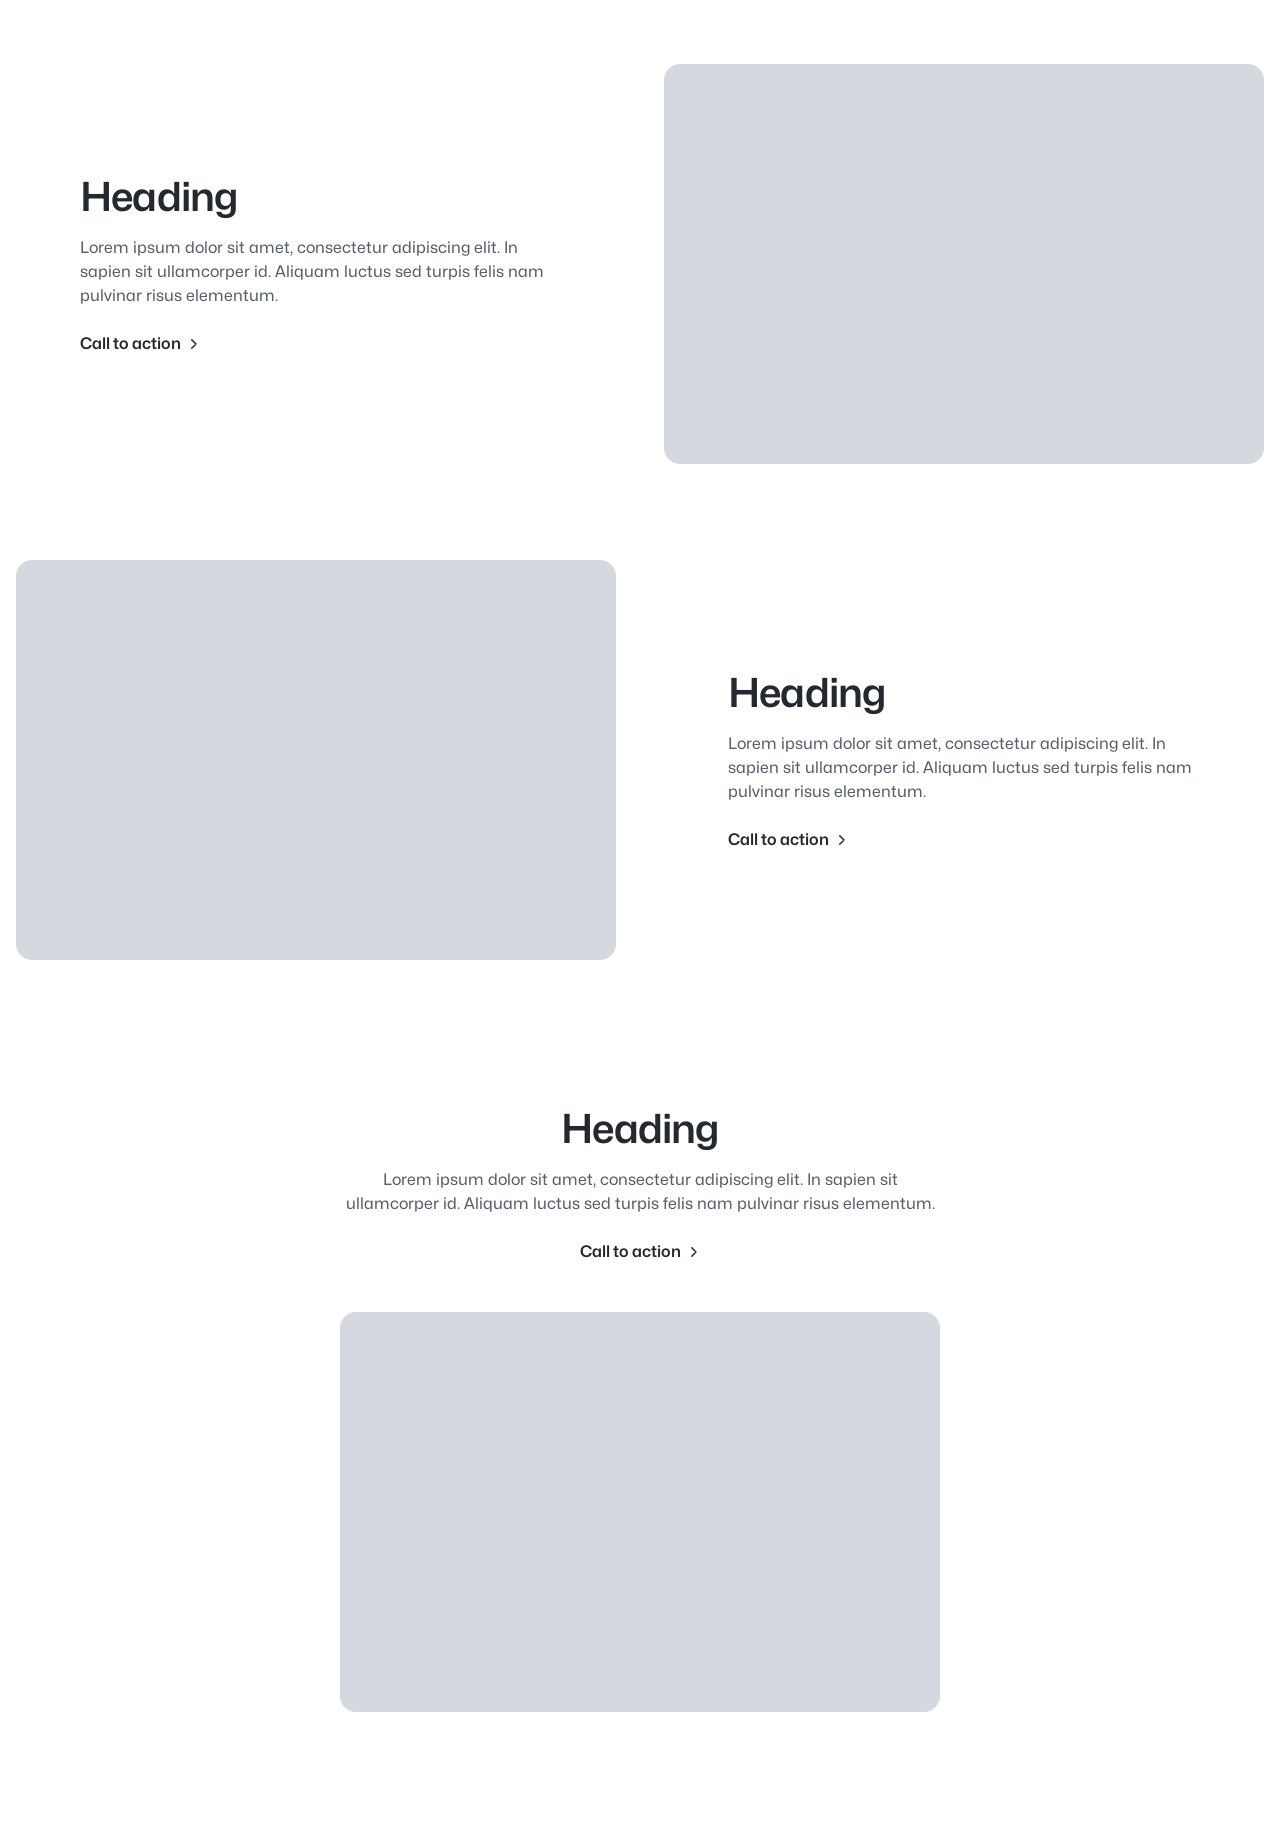 Heading
Lorem ipsum dolor sit amet, consectetur adipiscing elit. In
sapien sit ullamcorper id. Aliquam luctus sed turpis felis nam
pulvinar risus elementum.
Call to action
Heading
Lorem ipsum dolor sit amet, consectetur adipiscing elit. In
sapien sit ullamcorper id. Aliquam luctus sed turpis felis nam
pulvinar risus elementum.
Call to action
Heading
Lorem ipsum dolor sit amet, consectetur adipiscing elit. In sapien sit
ullamcorper id. Aliquam luctus sed turpis felis nam pulvinar risus elementum.
Call to action